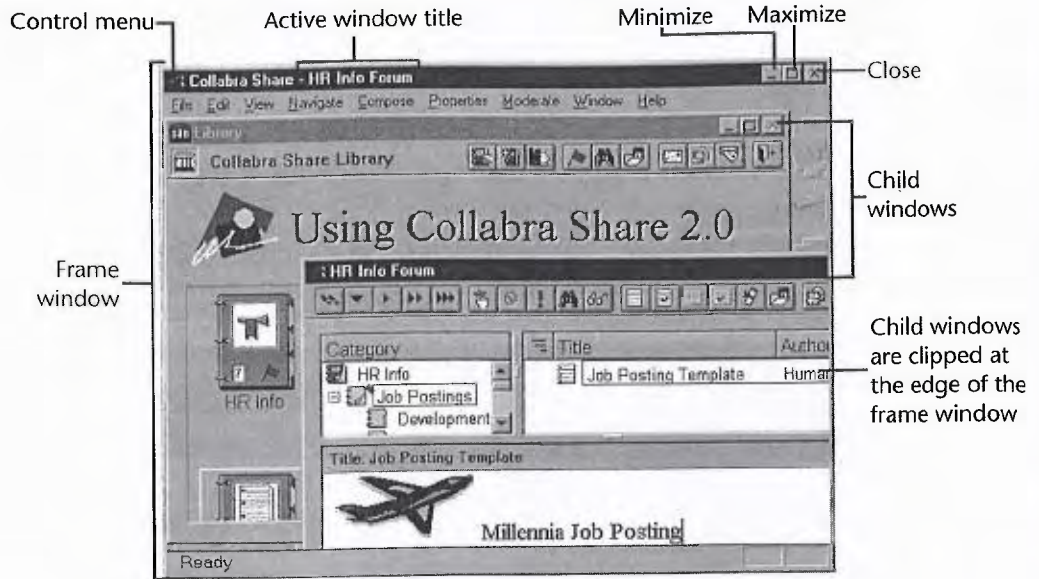 Control menu
Active window title
Minimize
Maximize
Collabra Share - HR Info Forum
Close
File Edit View Navigate Compose Properties Moderate Window Help
Library
Collabra Share Library
Child
windows
Using Collabra Share 2.0
Frame
window
HR Info Forum
Category
Title
Author
HR Info
Job Posting Template
Human
Job Postings
Development
Child windows
are clipped at
the edge of the
frame window
7
HR Info
Title: Job Posting Template
Millennia Job Posting
Ready